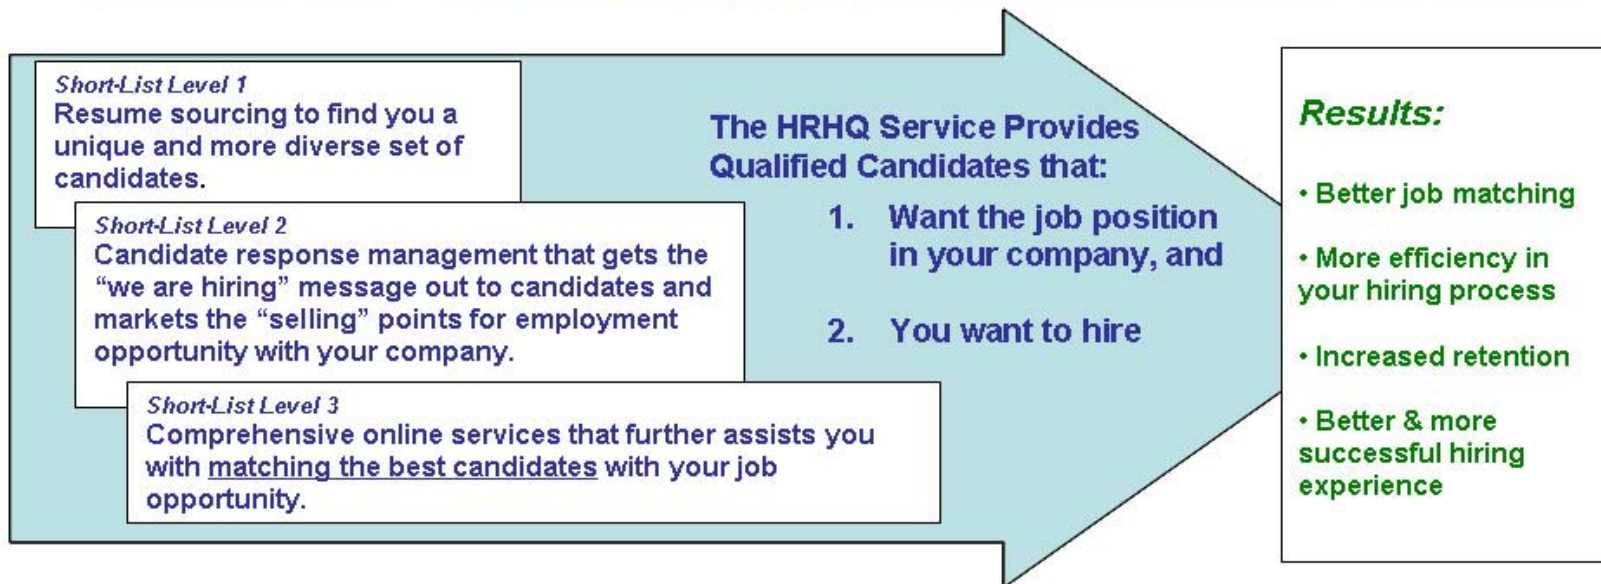 Short-List Level 1
Resume sourcing to find you a
unique and more diverse set of
candidates.
Short-List Level 2
Candidate response management that gets the
“we are hiring” message out to candidates and
markets the “selling” points for employment
opportunity with your company.
Short-List Level 3
Comprehensive online services that further assists you
with matching the best candidates with your job
opportunity.
The HRHQ Service Provides
Qualified Candidates that:
1. Want the job position
in your company, and
2. You want to hire
Results:
• Better job matching
• More efficiency in
your hiring process
• Increased retention
• Better & more
successful hiring
experience